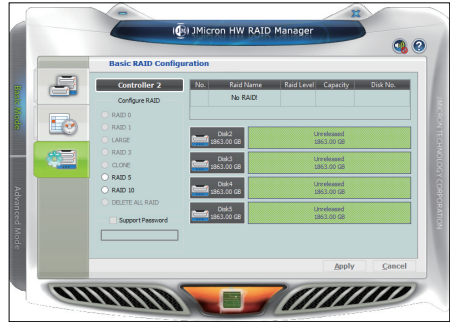 JMicron HW RAID Manager
Basic RAID Configuration
Basic Mode
Advanced Mode
Controller 2
Configure RAID
RAID 0
RAID 1
LARGE
RAID 3
CLONE
RAID 5
RAID 10
DELETE ALL RAID
Support Password
No. Raid Name Raid Level Capacity Disk No.
No RAID!
Disk2
1863.00 GB
Unreleased
1863.00 GB
Disk3
1863.00 GB
Unreleased
1863.00 GB
Disk4
1863.00 GB
Unreleased
1863.00 GB
Disk5
1863.00 GB
Unreleased
1863.00 GB
Apply Cancel
JMICRON TECHNOLOGY CORPORATION